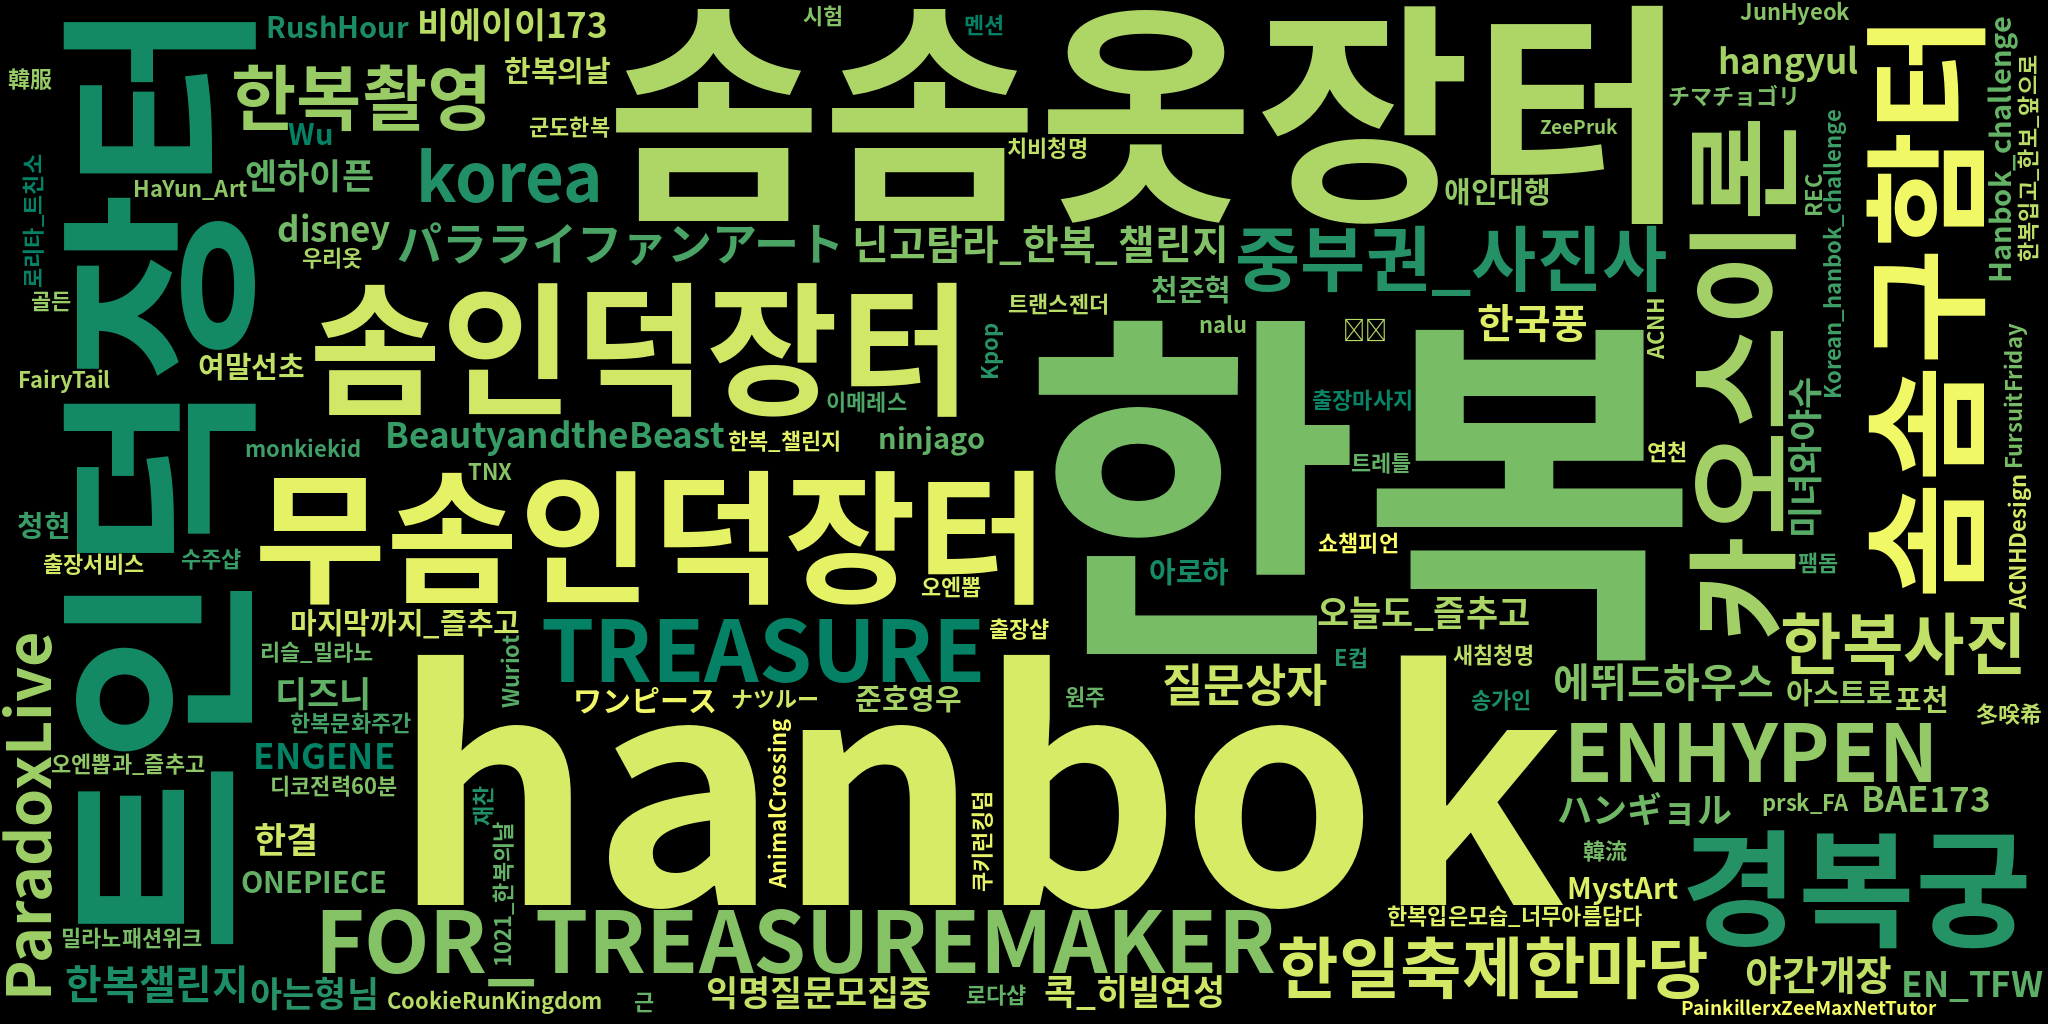 RushHour
비에이이173
시험
멘션
JunHyeok
솜솜옷장터
한복의날
hangyul
韓服
한복촬영
チマチョゴリ
Wu
군도한복
ZeePruk
치비청명
Hanbok_challenge
한복입고_한보_앞으로
트인덕장터
로리타_트친소
HaYun_Art
엔하이픈
korea
애인대행
REC
Korean_hanbok_challenge
솜솜구함터
disney
パラライファンアート
닌고탐라_한복_챌린지
중부권_사진사
우리옷
골든
천준혁
트랜스젠더
nalu
한국풍
ACNH
카오스이론
솜인덕장터
Kpop
여말선초
FairyTail
이메레스
출장마사지
한복
BeautyandtheBeast
한복_챌린지
ninjago
monkiekid
TNX
트레틀
연천
미녀와야수
FursuitFriday
무솜인덕장터
청현
출장서비스
수주샵
쇼챔피언
아로하
팸돔
ACNHDesign
오엔뽑
마지막까지_즐추고
TREASURE
출장샵
오늘도_즐추고
한복사진
리슬_밀라노
Wuriot
E컵
새침청명
질문상자
에뛰드하우스
아스트로
포천
디즈니
ワンピース
ナツルー
준호영우
원주
송가인
冬咲希
한복문화주간
hanbok
ENGENE
오엔뽑과_즐추고
디코전력60분
ParadoxLive
재찬
AnimalCrossing
쿠키런킹덤
ENHYPEN
ハンギョル
prsk_FA
BAE173
한결
1021_한복의날
韓流
ONEPIECE
MystArt
경복궁
FOR_TREASUREMAKER
한복입은모습_너무아름답다
밀라노패션위크
한일축제한마당
한복챌린지
아는형님
CookieRunKingdom
근
익명질문모집중
로다샵
콕_히빌연성
야간개장
EN_TFW
PainkillerxZeeMaxNetTutor